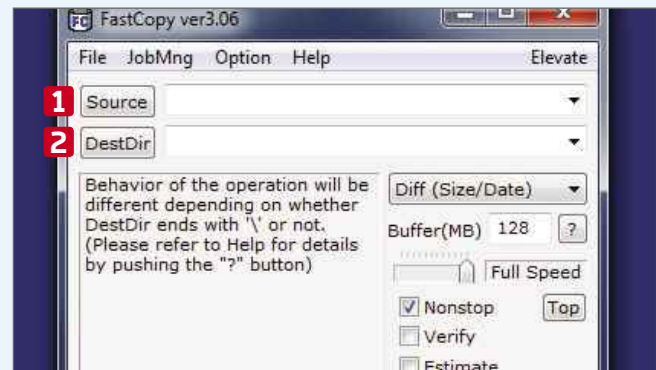 FastCopy ver3.06
File JobMng Option Help Elevate
1 Source
2 DestDir
Behavior of the operation will be
different depending on whether
DestDir ends with '\' or not.
(Please refer to Help for details
by pushing the "?" button)
Diff (Size/Date)
Buffer(MB) 128 ?
Full Speed
Nonstop Top
Verify
Estimate